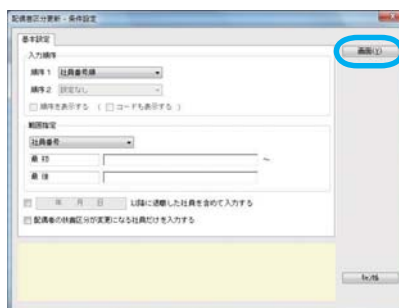 配偶者区分更新 - 条件設定
基本設定
入力順序
順序1 社員番号順
順序2 設定なし
順序を表示する ( コードも表示する )
範囲指定
社員番号
最 初 ~
最 後
年 月 日 以降に退職した社員を含めて入力する
配偶者の扶養区分が変更になる社員だけを入力する
画面(Y)
ｷｬﾝｾﾙ